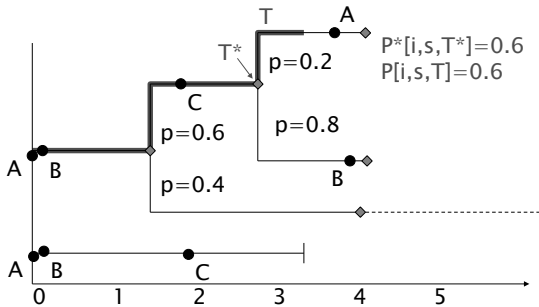 T
A
T*
p=0.2
P*[i,s,T*]=0.6
P[i,s,T]=0.6
C
p=0.6
p=0.8
A
B
B
p=0.4
A
B
C
0 1 2 3 4 5